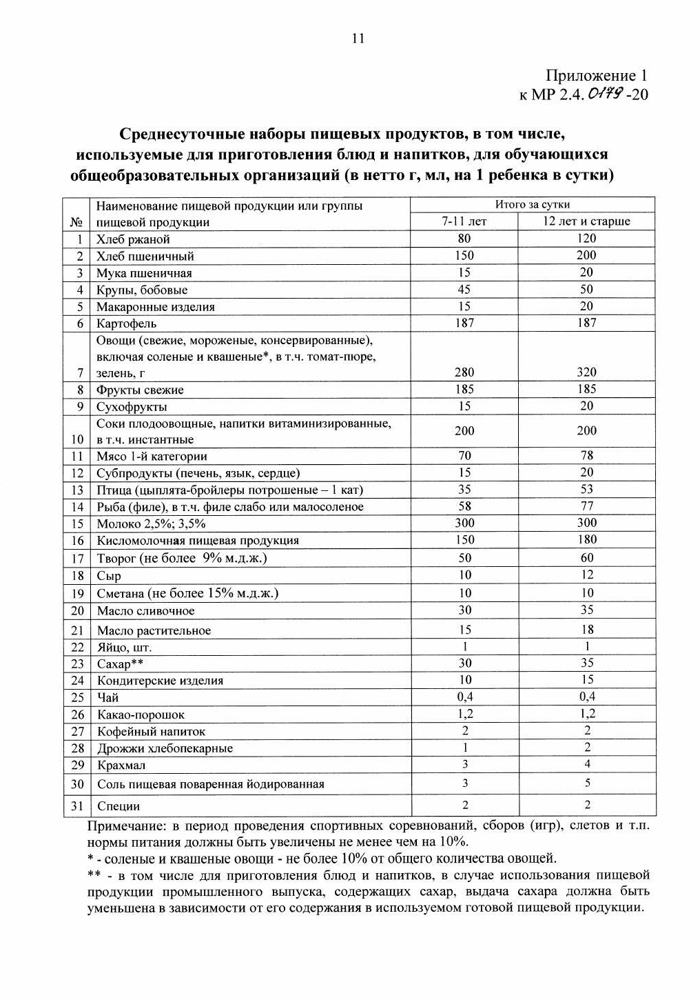 11
Приложение 1
к МР 2.4. 0179 -20
Среднесуточные наборы пищевых продуктов, в том числе,
используемые для приготовления блюд и напитков, для обучающихся
общеобразовательных организаций (в нетто г, мл, на 1 ребенка в сутки)
№ Наименование пищевой продукции или группы пищевой продукции Итого за сутки
7-11 лет 12 лет и старше
1 Хлеб ржаной 80 120
2 Хлеб пшеничный 150 200
3 Мука пшеничная 15 20
4 Крупы, бобовые 45 50
5 Макаронные изделия 15 20
6 Картофель 187 187
Овощи (свежие, мороженые, консервированные),
включая соленые и квашеные*, в т.ч. томат-пюре,
7 зелень, г 280 320
8 Фрукты свежие 185 185
9 Сухофрукты 15 20
Соки плодоовощные, напитки витаминизированные,
10 в т.ч. инстантные 200 200
11 Мясо 1-й категории 70 78
12 Субпродукты (печень, язык, сердце) 15 20
13 Птица (цыплята-бройлеры потрошеные – 1 кат) 35 53
14 Рыба (филе), в т.ч. филе слабо или малосоленое 58 77
15 Молоко 2,5%; 3,5% 300 300
16 Кисломолочная пищевая продукция 150 180
17 Творог (не более 9% м.д.ж.) 50 60
18 Сыр 10 12
19 Сметана (не более 15% м.д.ж.) 10 10
20 Масло сливочное 30 35
21 Масло растительное 15 18
22 Яйцо, шт. 1 1
23 Сахар** 30 35
24 Кондитерские изделия 10 15
25 Чай 0,4 0,4
26 Какао-порошок 1,2 1,2
27 Кофейный напиток 2 2
28 Дрожжи хлебопекарные 1 2
29 Крахмал 3 4
30 Соль пищевая поваренная йодированная 3 5
31 Специи 2 2
Примечание: в период проведения спортивных соревнований, сборов (игр), слетов и т.п.
нормы питания должны быть увеличены не менее чем на 10%.
* - соленые и квашеные овощи - не более 10% от общего количества овощей.
** - в том числе для приготовления блюд и напитков, в случае использования пищевой
продукции промышленного выпуска, содержащих сахар, выдача сахара должна быть
уменьшена в зависимости от его содержания в используемом готовой пищевой продукции.